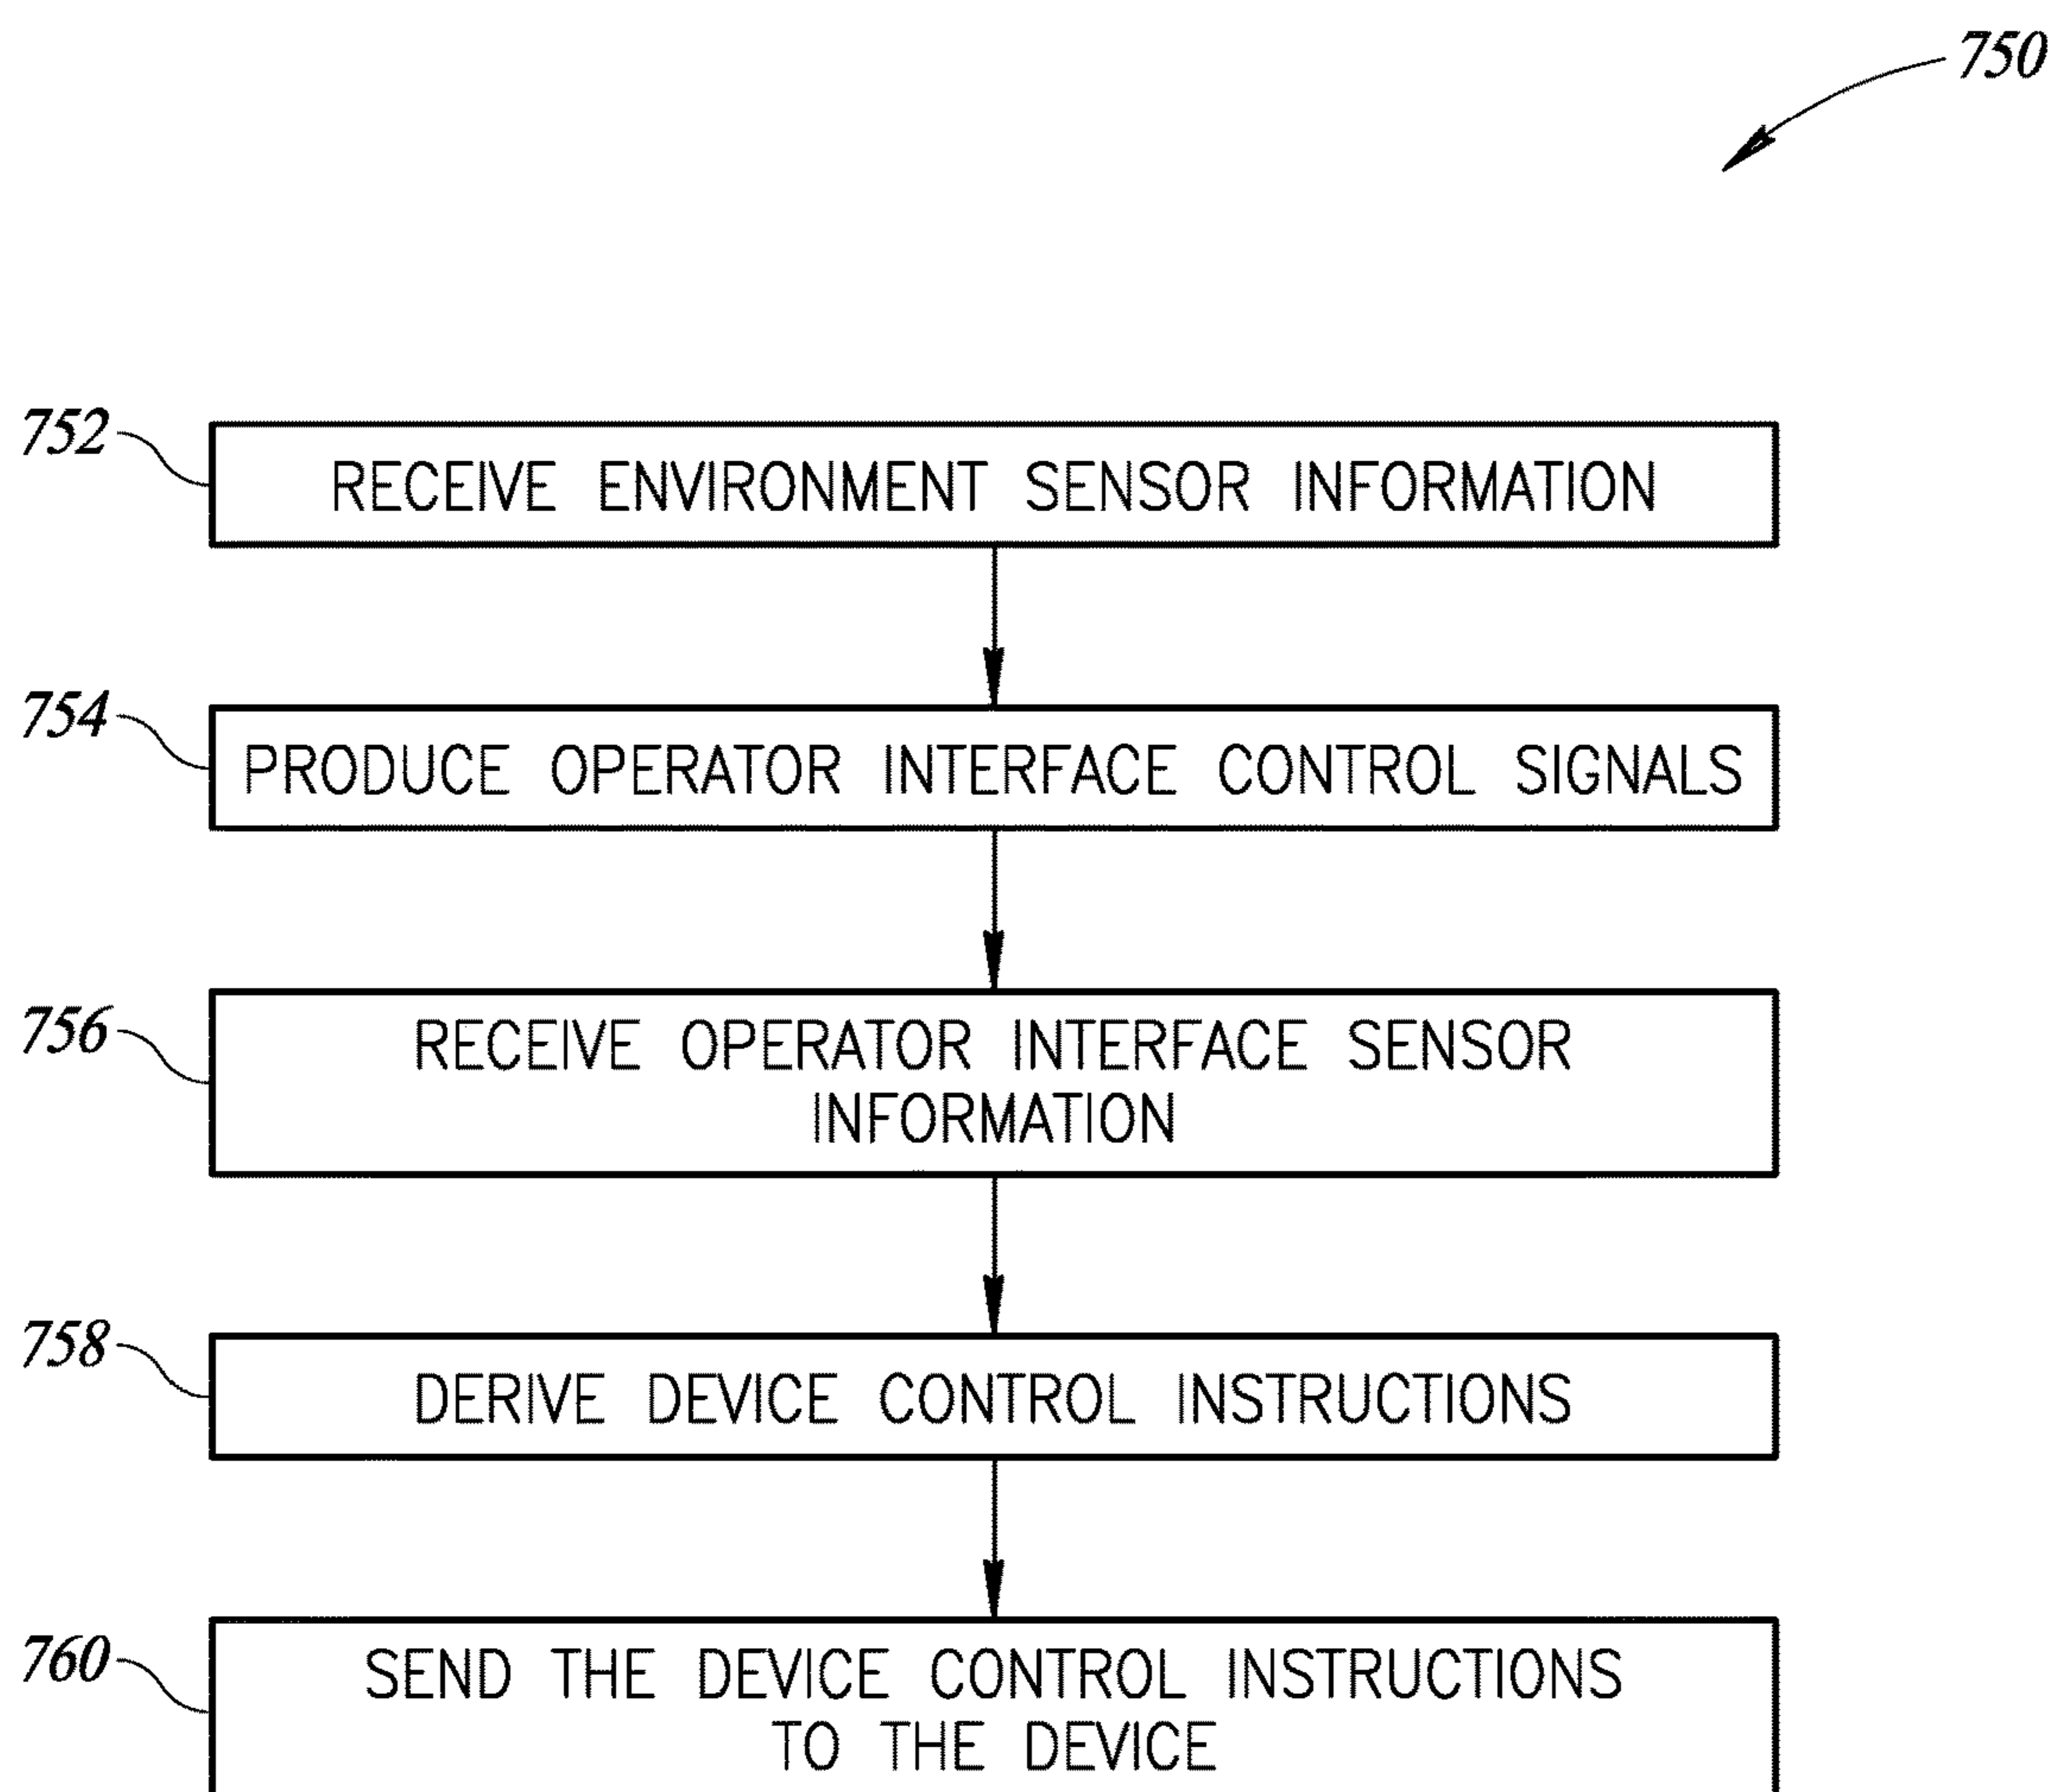 750
752
RECEIVE ENVIRONMENT SENSOR INFORMATION
754
PRODUCE OPERATOR INTERFACE CONTROL SIGNALS
756
RECEIVE OPERATOR INTERFACE SENSOR
INFORMATION
758
DERIVE DEVICE CONTROL INSTRUCTIONS
760
SEND THE DEVICE CONTROL INSTRUCTIONS
TO THE DEVICE